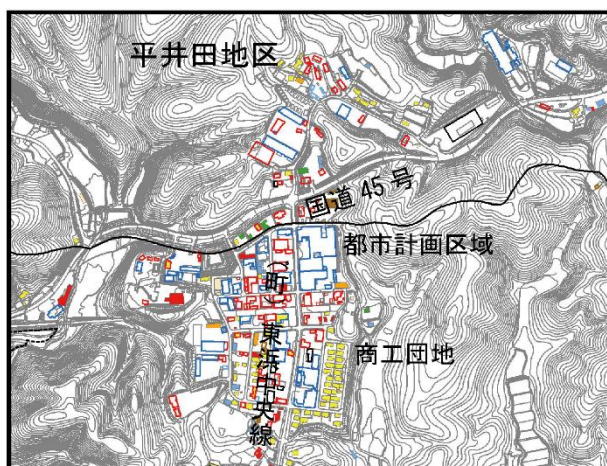 平井田地区
国道45号
都市計画区域
(町)東浜中央線
商工団地